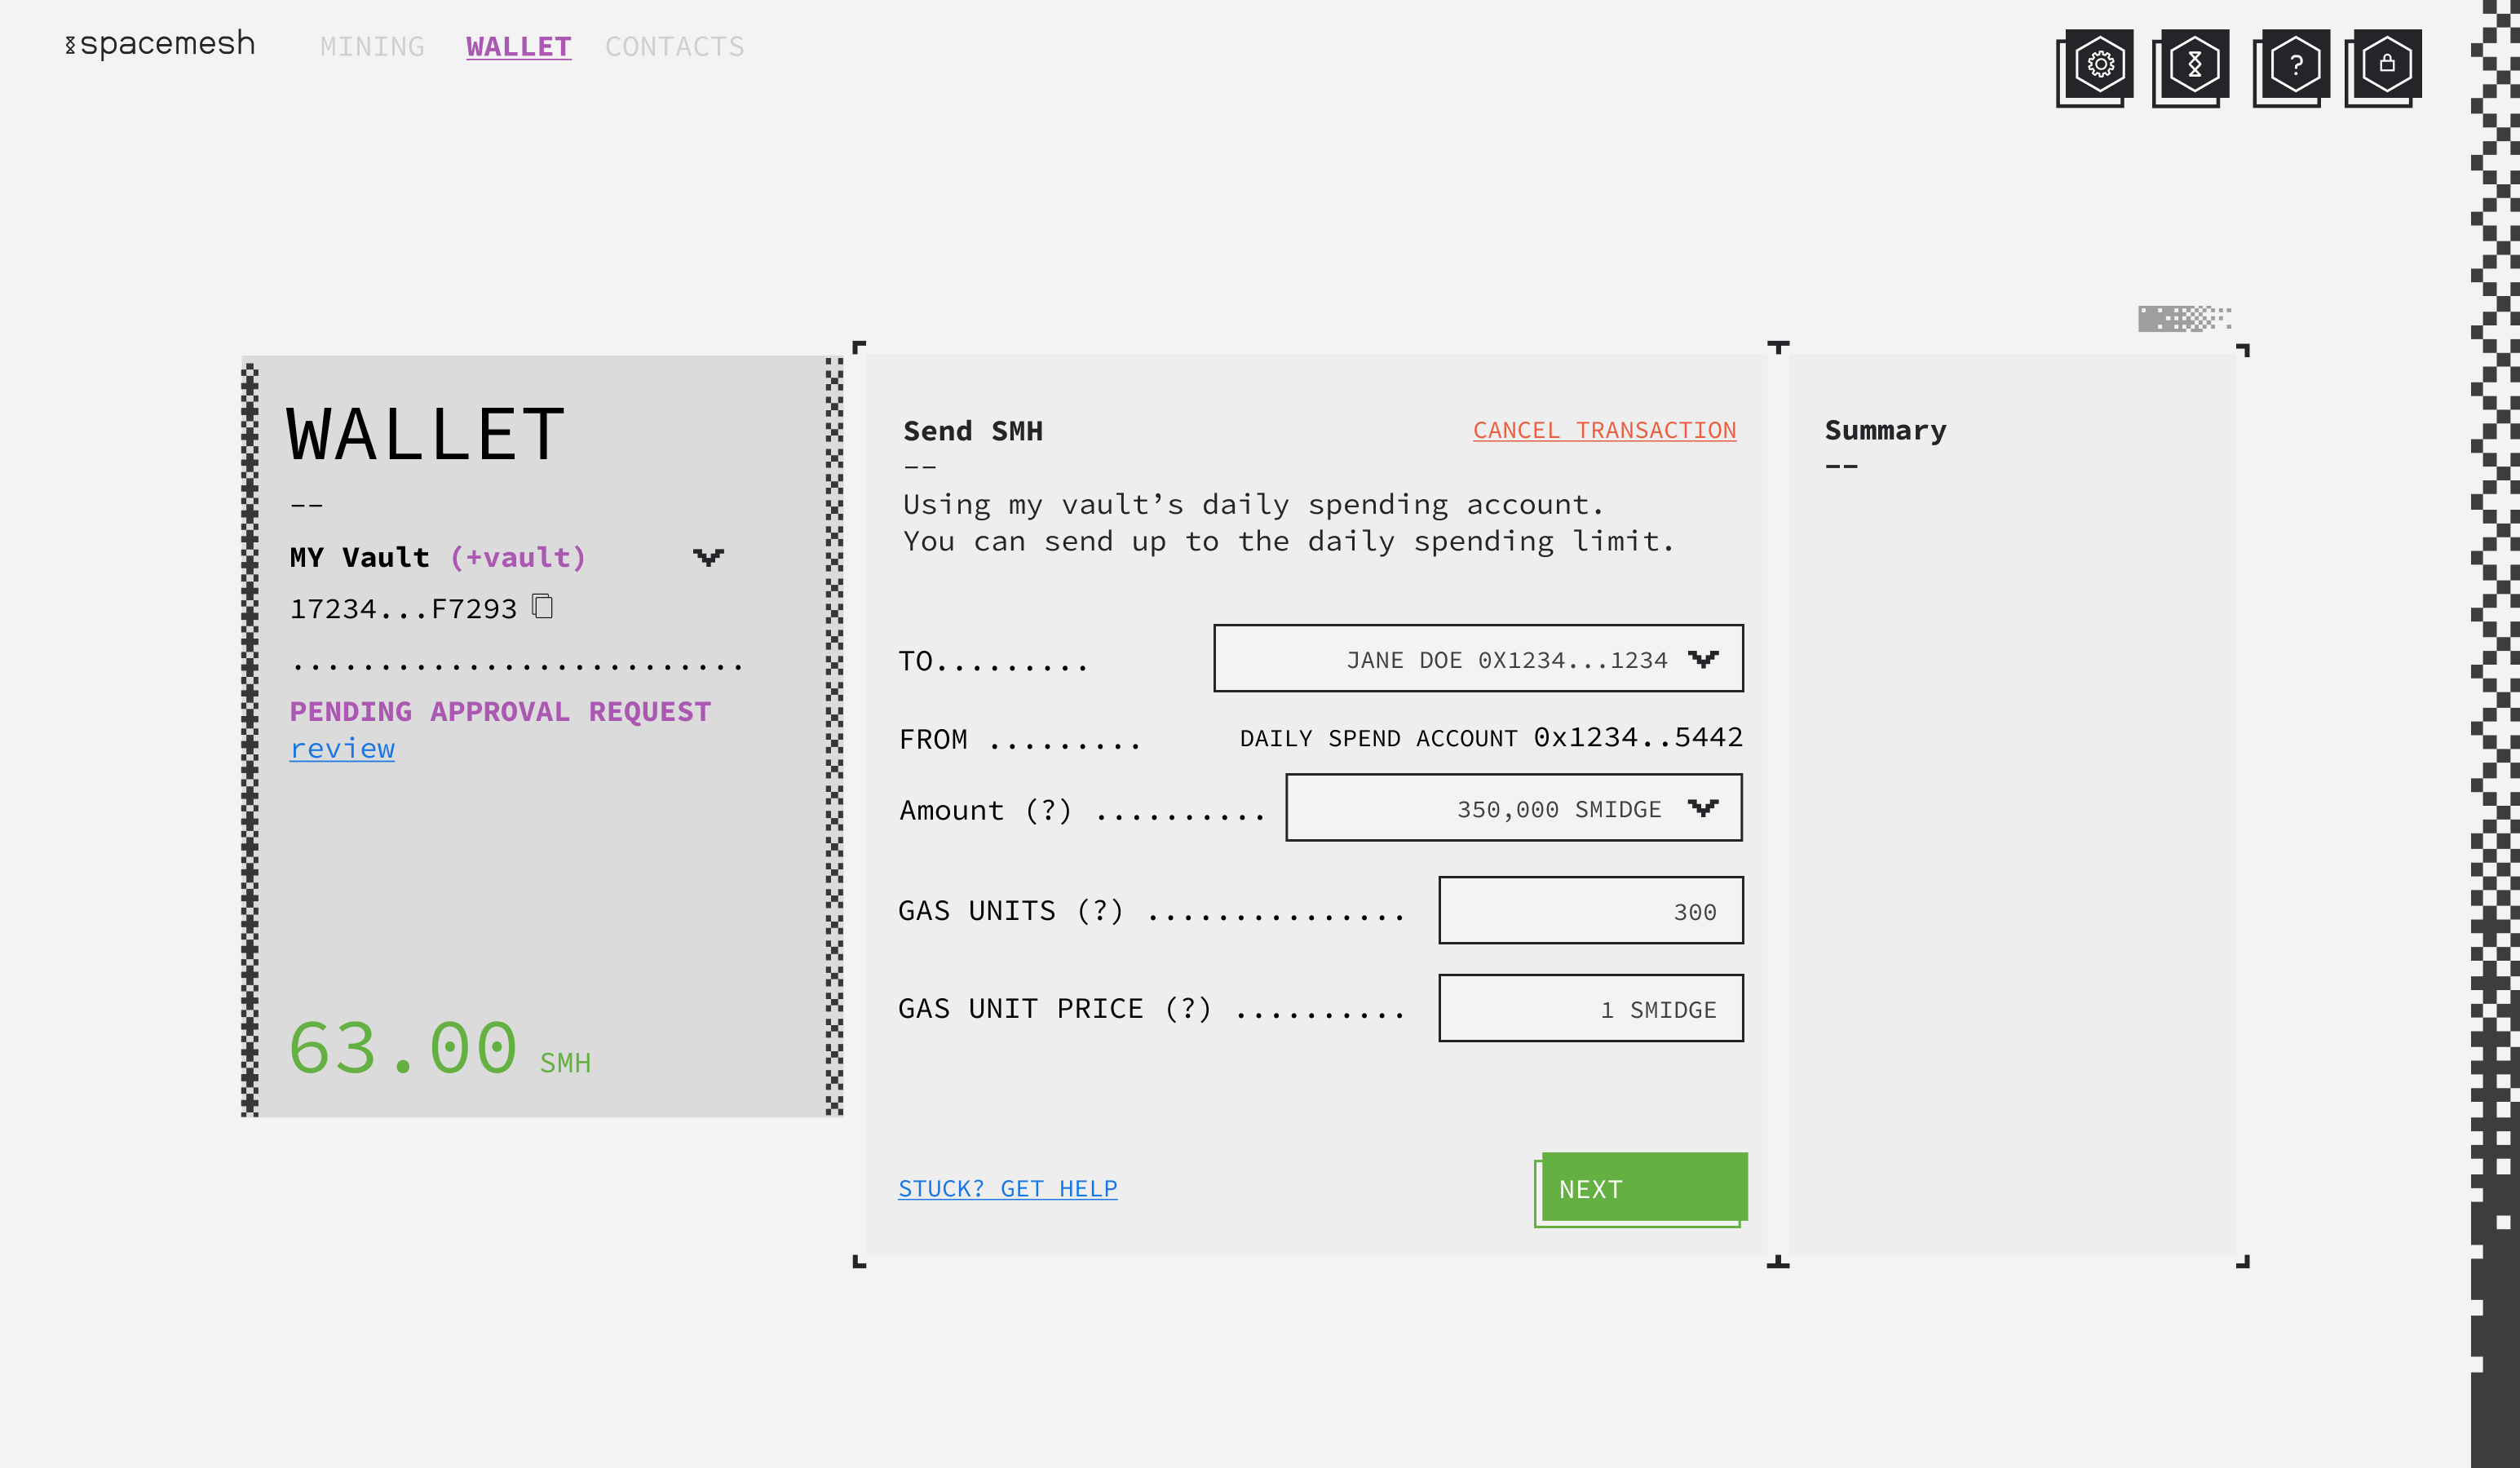 spacemesh
MINING WALLET CONTACTS
?
WALLET
--
MY Vault (+vault)
17234...F7293
..........................
PENDING APPROVAL REQUEST
review
63.00 SMH
Send SMH
CANCEL TRANSACTION
--
Using my vault’s daily spending account.
You can send up to the daily spending limit.
TO......... JANE DOE 0X1234...1234
FROM ......... DAILY SPEND ACCOUNT 0x1234..5442
Amount (?) .......... 350,000 SMIDGE
GAS UNITS (?) ............... 300
GAS UNIT PRICE (?) .......... 1 SMIDGE
STUCK? GET HELP
NEXT
Summary
--